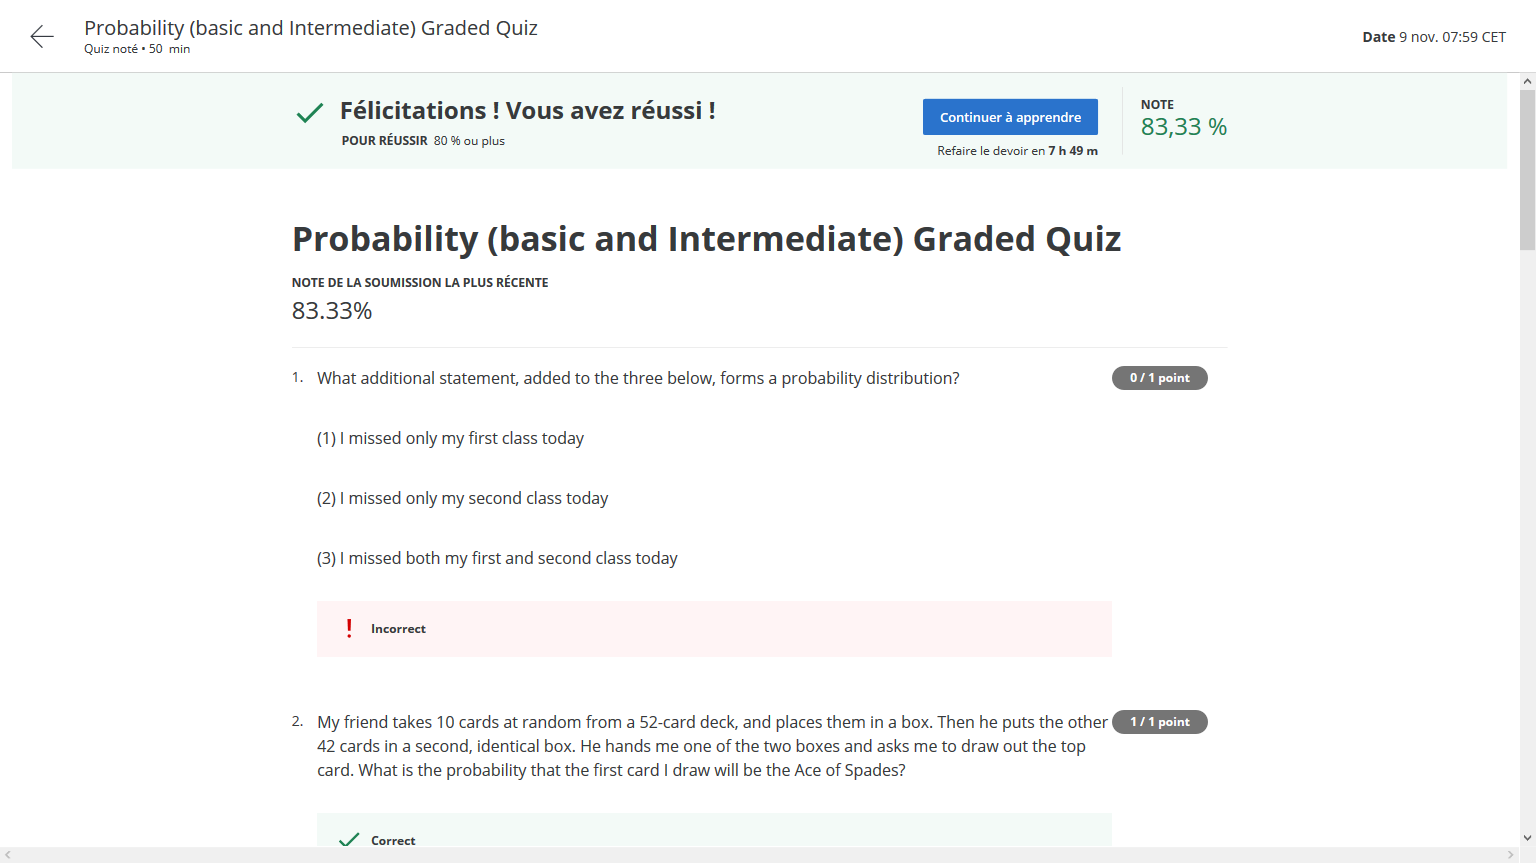 Probability (basic and Intermediate) Graded Quiz
Quiz noté • 50 min
Date 9 nov. 07:59 CET
Félicitations ! Vous avez réussi !
POUR RÉUSSIR 80 % ou plus
Continuer à apprendre
Refaire le devoir en 7 h 49 m
NOTE
83,33 %
Probability (basic and Intermediate) Graded Quiz
NOTE DE LA SOUMISSION LA PLUS RÉCENTE
83.33%
1. What additional statement, added to the three below, forms a probability distribution?
0 / 1 point
(1) I missed only my first class today
(2) I missed only my second class today
(3) I missed both my first and second class today
Incorrect
2. My friend takes 10 cards at random from a 52-card deck, and places them in a box. Then he puts the other
1 / 1 point
42 cards in a second, identical box. He hands me one of the two boxes and asks me to draw out the top
card. What is the probability that the first card I draw will be the Ace of Spades?
Correct